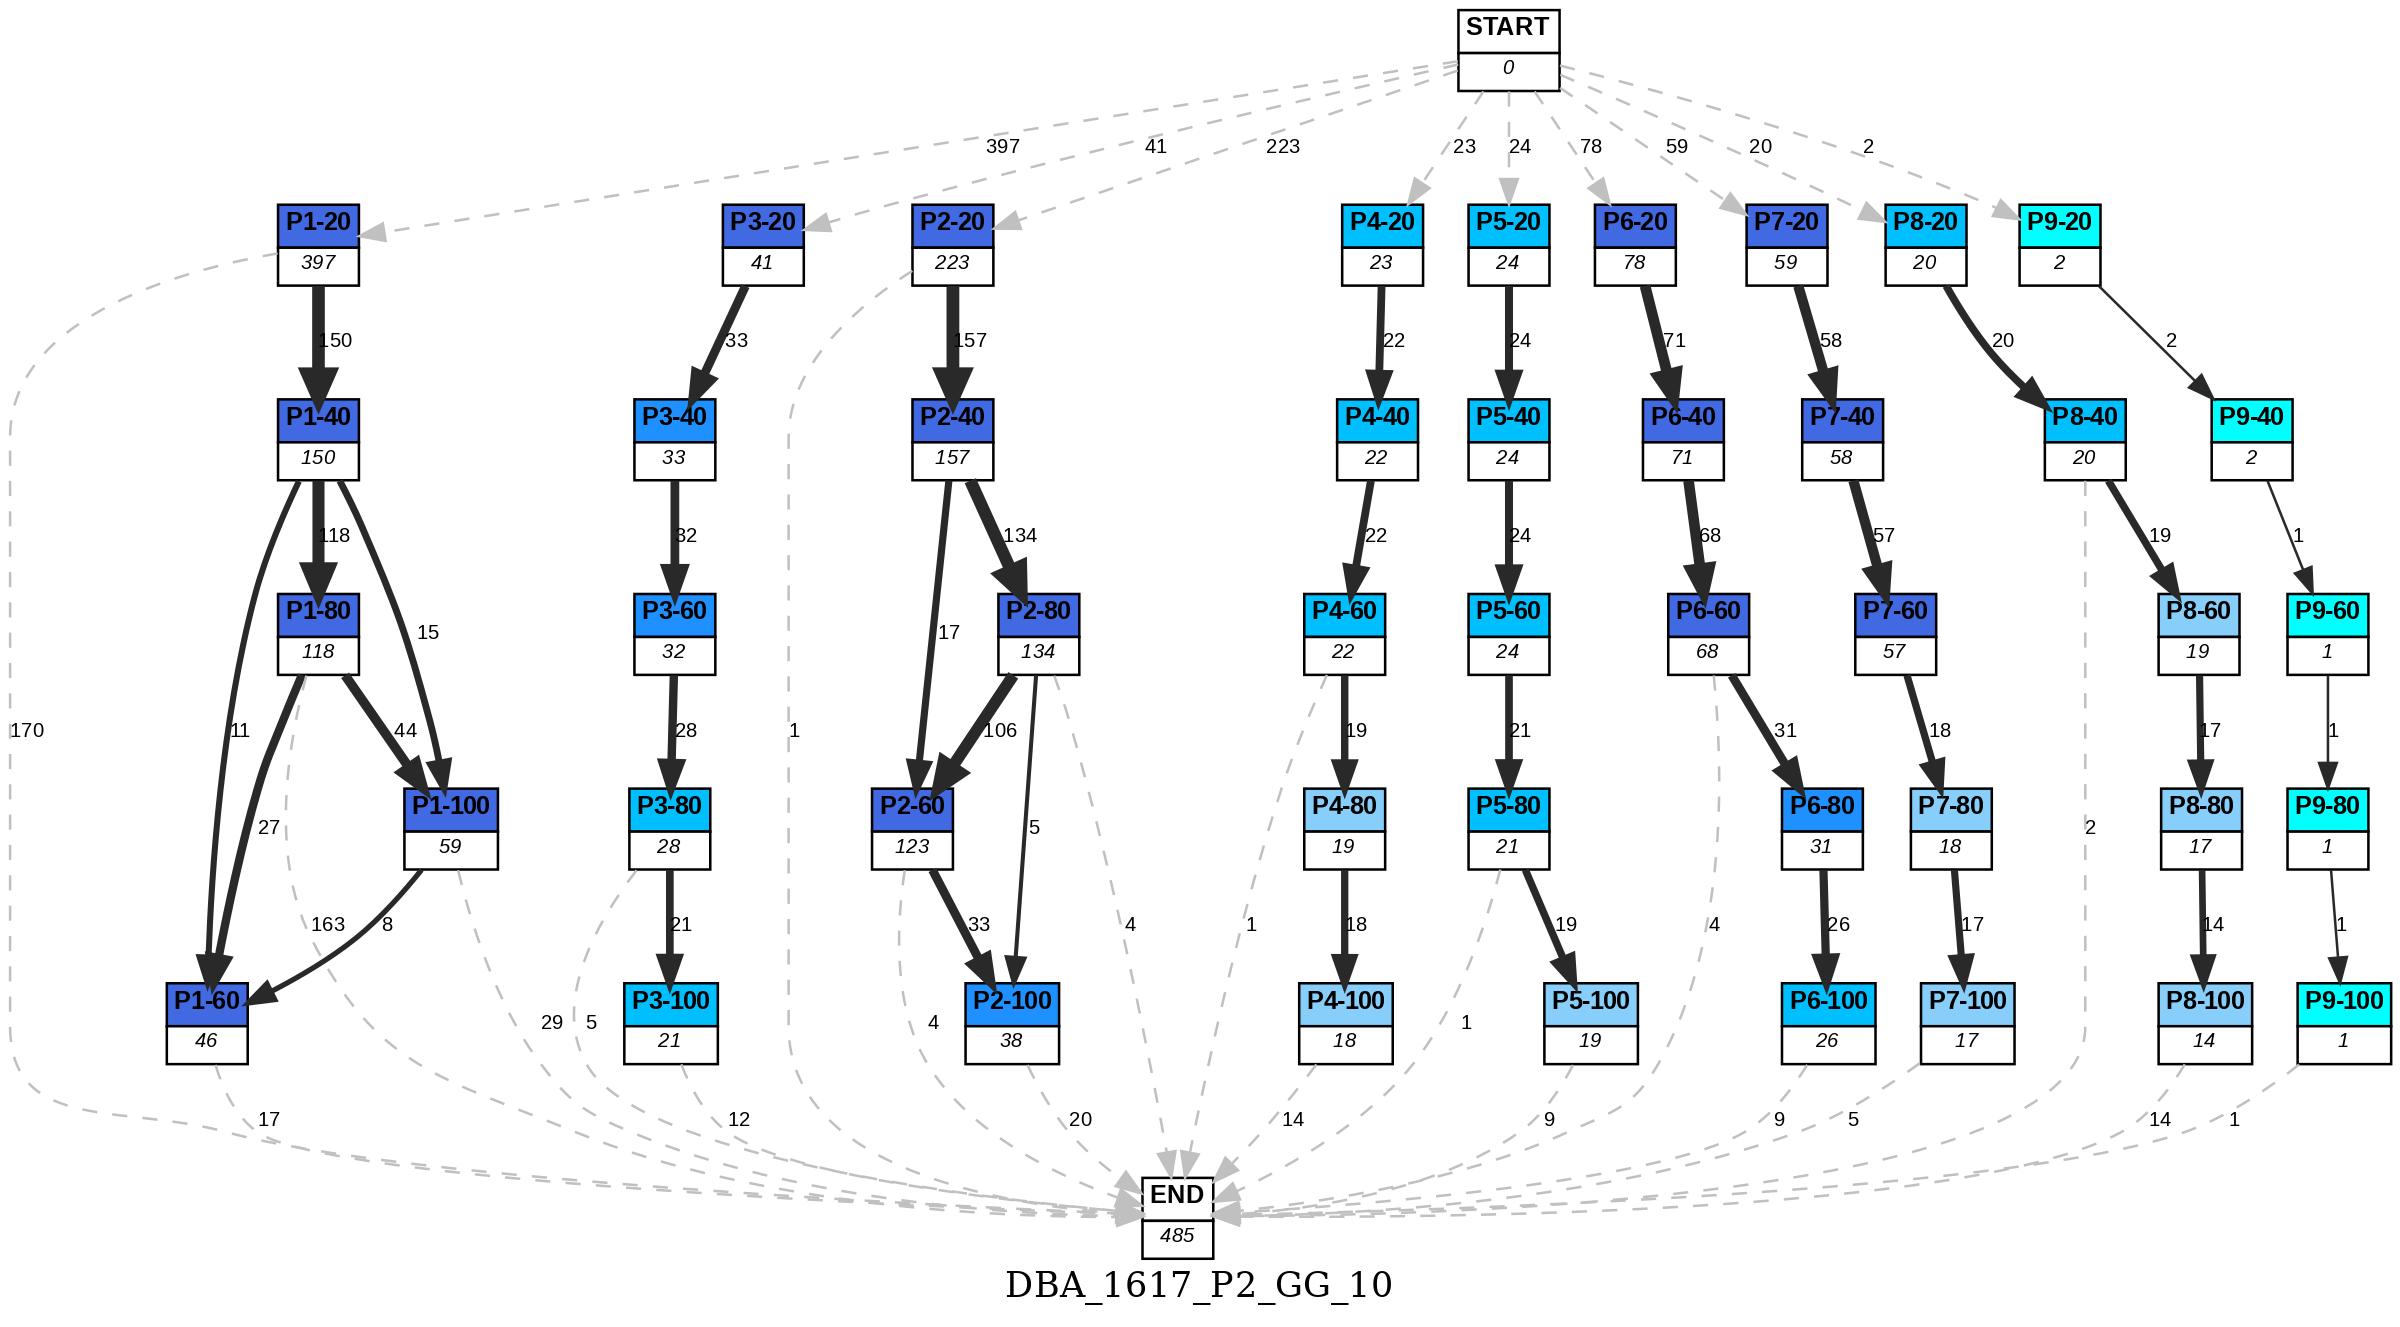 START
0
397
41
223
23
24
78
59
20
2
P1-20
397
P3-20
41
P2-20
223
P4-20
23
P5-20
24
P6-20
78
P7-20
59
P8-20
20
P9-20
2
150
33
157
22
24
71
58
20
2
P1-40
150
P3-40
33
P2-40
157
P4-40
22
P5-40
24
P6-40
71
P7-40
58
P8-40
20
P9-40
2
118
32
134
22
24
68
57
19
1
P1-80
118
P3-60
32
P2-80
134
P4-60
22
P5-60
24
P6-60
68
P7-60
57
P8-60
19
P9-60
1
15
17
170
11
44
28
1
106
19
21
31
18
17
1
P1-100
59
P3-80
28
P2-60
123
P4-80
19
P5-80
21
P6-80
31
P7-80
18
P8-80
17
P9-80
1
27
5
2
163
8
21
33
4
1
18
19
4
26
17
14
1
P1-60
46
P3-100
21
P2-100
38
P4-100
18
P5-100
19
P6-100
26
P7-100
17
P8-100
14
P9-100
1
29
5
4
1
17
12
20
14
9
9
5
14
1
END
485
DBA_1617_P2_GG_10